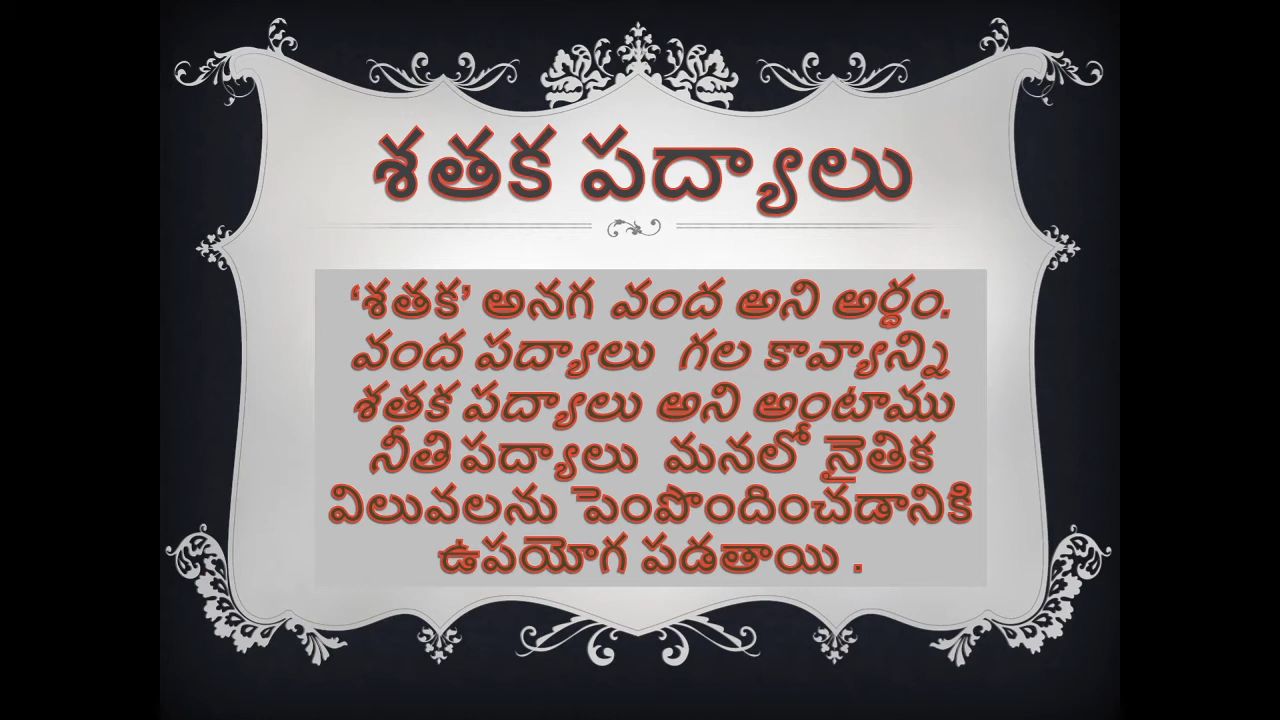 శతక పద్యాలు
‘శతక’ అనగ వంద అని అర్ధం.
వంద పద్యాలు గల కావ్యాన్ని
శతక పద్యాలు అని అంటాము
నీతి పద్యాలు మనలో నైతిక
విలువలను పెంపొందించడానికి
ఉపయోగ పడతాయి .